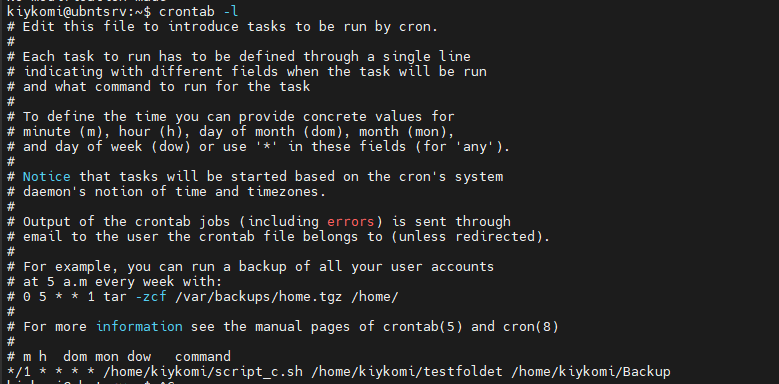 kiykomi@ubntsrv:~$ crontab -l
# Edit this file to introduce tasks to be run by cron.
#
# Each task to run has to be defined through a single line
# indicating with different fields when the task will be run
# and what command to run for the task
#
# To define the time you can provide concrete values for
# minute (m), hour (h), day of month (dom), month (mon),
# and day of week (dow) or use '*' in these fields (for 'any').
#
# Notice that tasks will be started based on the cron's system
# daemon's notion of time and timezones.
#
# Output of the crontab jobs (including errors) is sent through
# email to the user the crontab file belongs to (unless redirected).
#
# For example, you can run a backup of all your user accounts
# at 5 a.m every week with:
# 0 5 * * 1 tar -zcf /var/backups/home.tgz /home/
#
# For more information see the manual pages of crontab(5) and cron(8)
#
# m h  dom mon dow   command
*/1 * * * * /home/kiykomi/script_c.sh /home/kiykomi/testfoldet /home/kiykomi/Backup